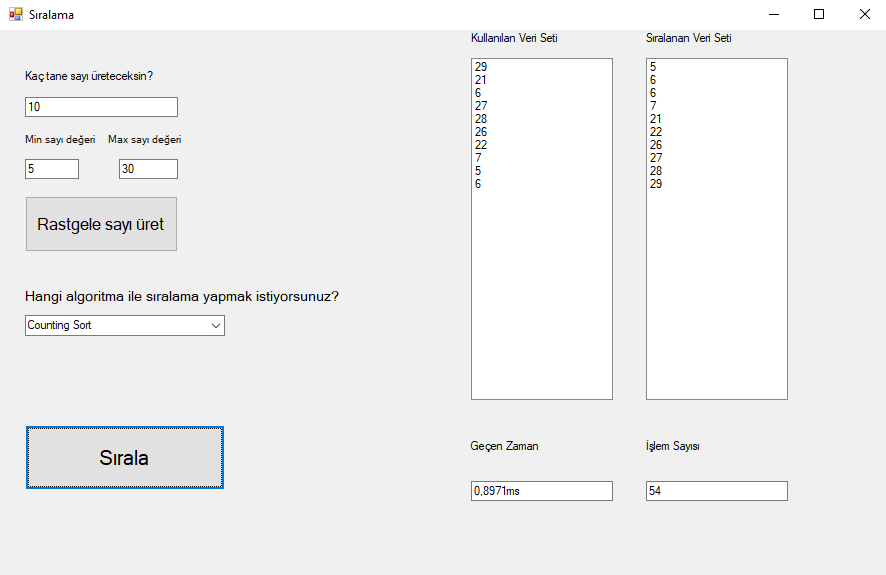 Sıralama
Kaç tane sayı üreteceksin?
10
Min sayı değeri Max sayı değeri
5 30
Rastgele sayı üret
Hangi algoritma ile sıralama yapmak istiyorsunuz?
Counting Sort
Sırala
Kullanılan Veri Seti
29
21
6
27
28
26
22
7
5
6
Sıralanan Veri Seti
5
6
6
7
21
22
26
27
28
29
Geçen Zaman
0,8971ms
İşlem Sayısı
54